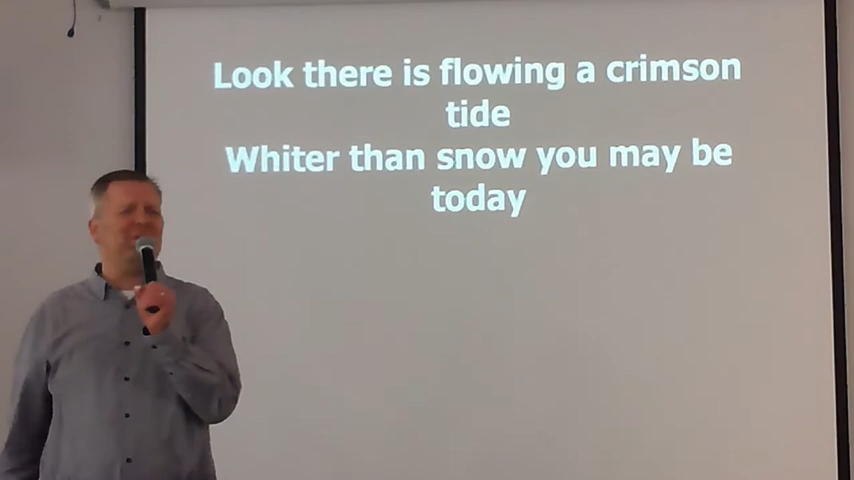 Look there is flowing a crimson
tide
Whiter than snow you may be
today